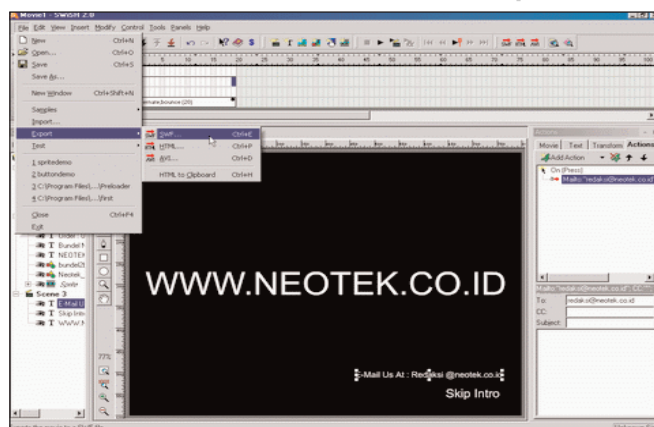 Movie1 - SWiSH 2.0
File Edit View Insert Modify Control Tools Panels Help
New Ctrl+N
Open... Ctrl+O
Save Ctrl+S
Save As...
New Window Ctrl+Shift+N
Samples
Import...
Export
Test
1 spritedemo
2 buttondemo
3 C:\Program Files\...\Preloader
4 C:\Program Files\...\first
Close Ctrl+F4
Exit
SWF... Ctrl+E
HTML... Ctrl+P
AVI... Ctrl+D
HTML to Clipboard Ctrl+H
Actions
Movie Text Transform Actions
Add Action
On (Press)
Mailto "redaksi@neotek.co.id"
To: redaksi@neotek.co.id
CC:
Subject:
Scene 3
77%
WWW.NEOTEK.CO.ID
E-Mail Us At : Redaksi @neotek.co.id
Skip Intro